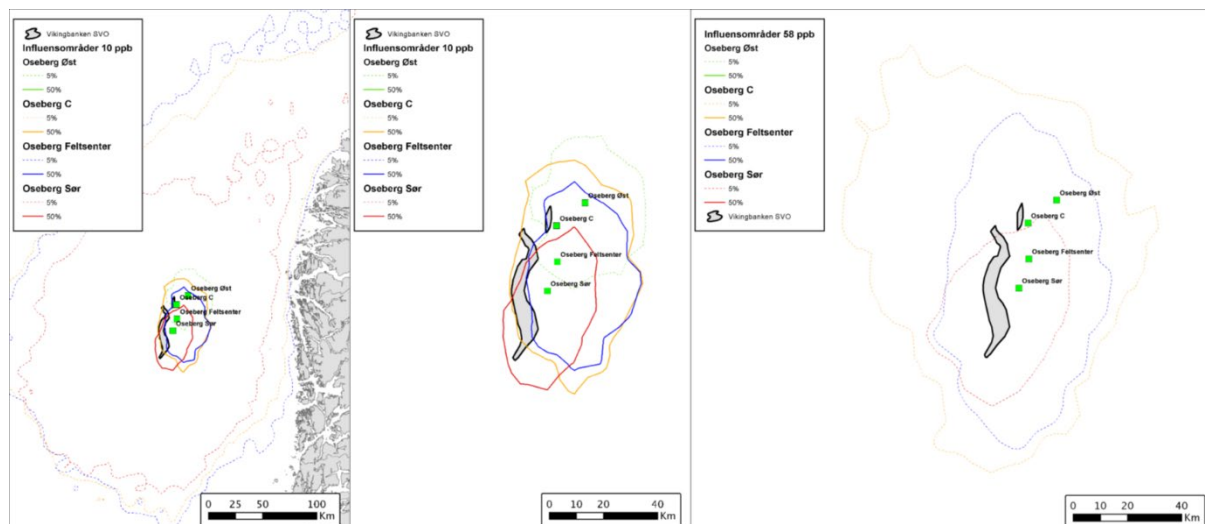 Vikingbanken SVO
Influensområder 10 ppb
Oseberg Øst
5%
50%
Oseberg C
5%
50%
Oseberg Feltsenter
5%
50%
Oseberg Sør
5%
50%
Oseberg Øst
Oseberg C
Oseberg Feltsenter
Oseberg Sør
0 25 50 100
Km
Vikingbanken SVO
Influensområder 10 ppb
Oseberg Øst
5%
50%
Oseberg C
5%
50%
Oseberg Feltsenter
5%
50%
Oseberg Sør
5%
50%
Oseberg Øst
Oseberg C
Oseberg Feltsenter
Oseberg Sør
0 10 20 40
Km
Influensområder 58 ppb
Oseberg Øst
5%
50%
Oseberg C
5%
50%
Oseberg Feltsenter
5%
50%
Oseberg Sør
5%
50%
Vikingbanken SVO
Oseberg Øst
Oseberg C
Oseberg Feltsenter
Oseberg Sør
0 10 20 40
Km